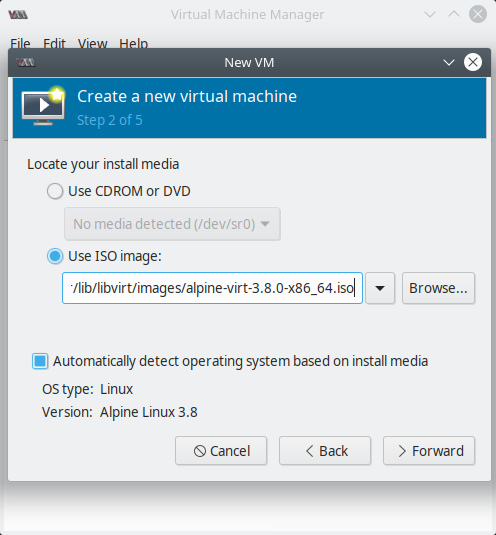 Virtual Machine Manager
File Edit View Help
New VM
Create a new virtual machine
Step 2 of 5
Locate your install media
Use CDROM or DVD
No media detected (/dev/sr0)
Use ISO image:
/lib/libvirt/images/alpine-virt-3.8.0-x86_64.iso
Browse...
Automatically detect operating system based on install media
OS type: Linux
Version: Alpine Linux 3.8
Cancel Back Forward